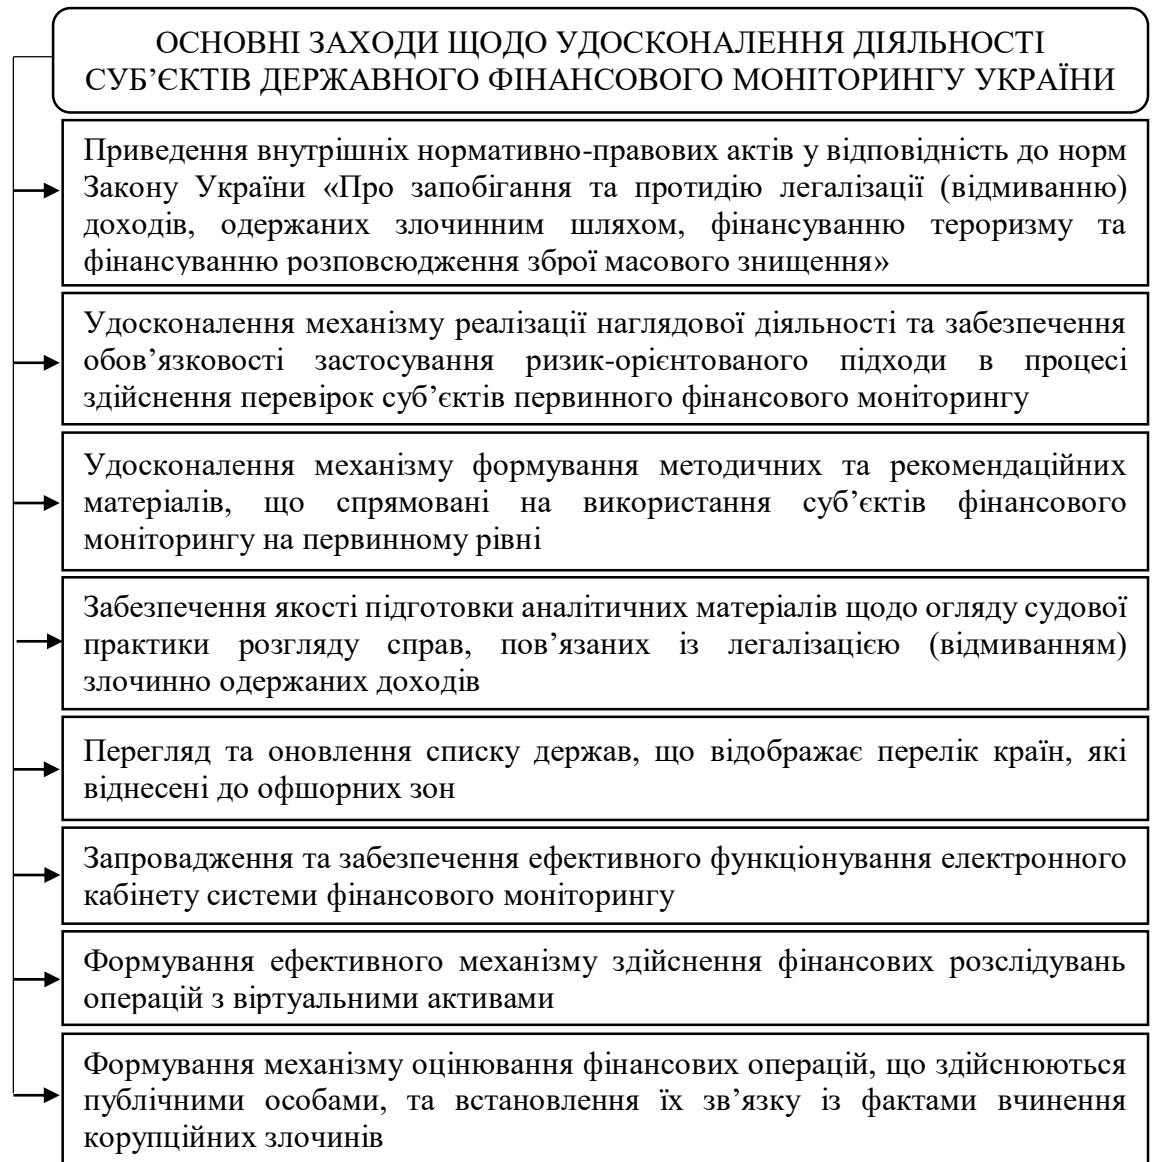 ОСНОВНІ ЗАХОДИ ЩОДО УДОСКОНАЛЕННЯ ДІЯЛЬНОСТІ
СУБ’ЄКТІВ ДЕРЖАВНОГО ФІНАНСОВОГО МОНІТОРИНГУ УКРАЇНИ
Приведення внутрішніх нормативно-правових актів у відповідність до норм
Закону України «Про запобігання та протидію легалізації (відмиванню)
доходів, одержаних злочинним шляхом, фінансуванню тероризму та
фінансуванню розповсюдження зброї масового знищення»
Удосконалення механізму реалізації наглядової діяльності та забезпечення
обов’язковості застосування ризик-орієнтованого підходи в процесі
здійснення перевірок суб’єктів первинного фінансового моніторингу
Удосконалення механізму формування методичних та рекомендаційних
матеріалів, що спрямовані на використання суб’єктів фінансового
моніторингу на первинному рівні
Забезпечення якості підготовки аналітичних матеріалів щодо огляду судової
практики розгляду справ, пов’язаних із легалізацією (відмиванням)
злочинно одержаних доходів
Перегляд та оновлення списку держав, що відображає перелік країн, які
віднесені до офшорних зон
Запровадження та забезпечення ефективного функціонування електронного
кабінету системи фінансового моніторингу
Формування ефективного механізму здійснення фінансових розслідувань
операцій з віртуальними активами
Формування механізму оцінювання фінансових операцій, що здійснюються
публічними особами, та встановлення їх зв’язку із фактами вчинення
корупційних злочинів